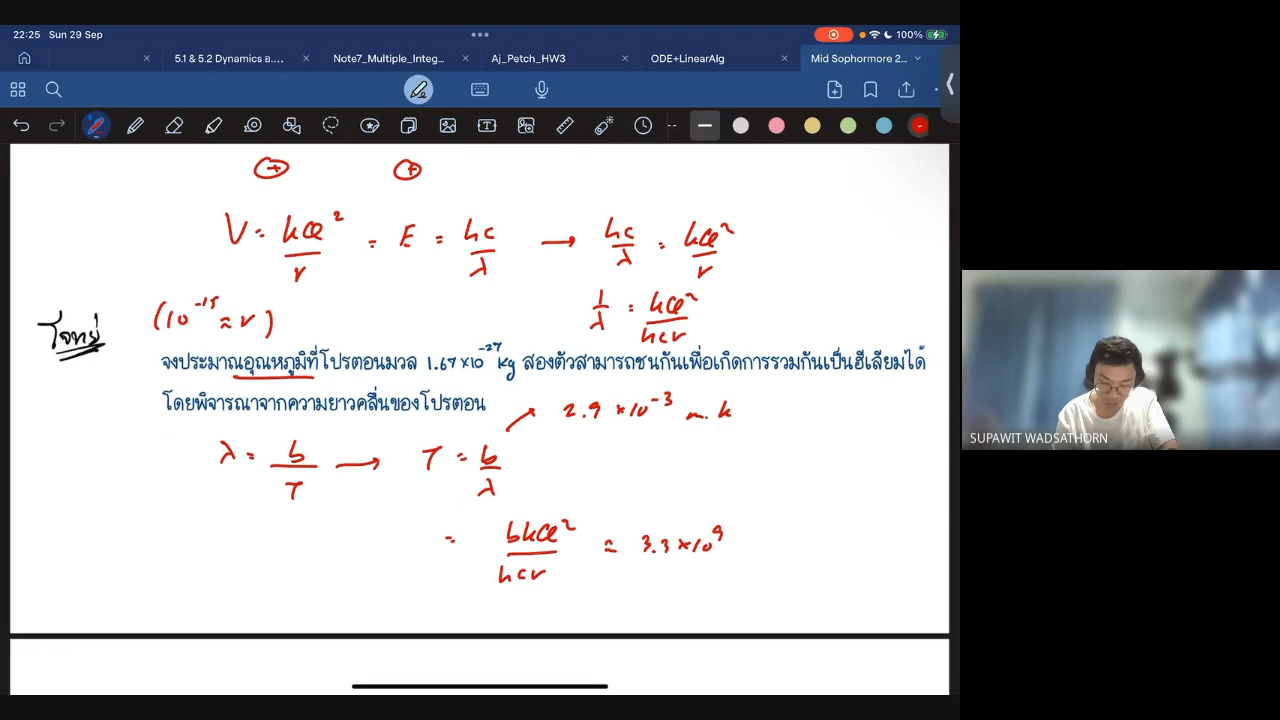 22:25 Sun 29 Sep
100%
5.1 & 5.2 Dynamics a....
Note7_Multiple_Integ...
Aj_Petch_HW3
ODE+LinearAlg
Mid Sophormore 2...
V = kQe² / r = E = hc / λ → hc / λ = kQe² / r
(10⁻¹⁵ ≈ r)
1 / λ = kQe² / hcr
โจทย์
จงประมาณอุณหภูมิที่โปรตอนมวล 1.67×10⁻²⁷ kg สองตัวสามารถชนกันเพื่อเกิดการรวมกันเป็นฮีเลียมได้
โดยพิจารณาจากความยาวคลื่นของโปรตอน
2.9 × 10⁻³ m. k
λ = b / T → T = b / λ
= bkQe² / hcr ≈ 3.3×10⁹
SUPAWIT WADSATHORN